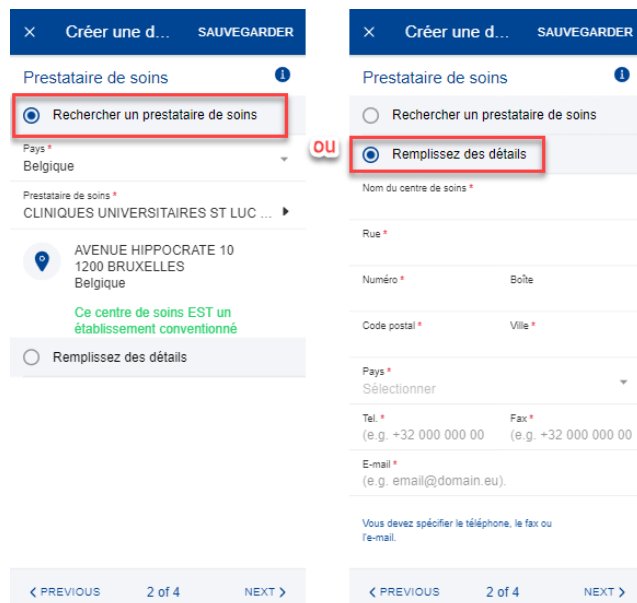 Créer une d... SAUVEGARDER
Prestataire de soins
Rechercher un prestataire de soins
Pays *
Belgique
Prestataire de soins *
CLINIQUES UNIVERSITAIRES ST LUC ...
AVENUE HIPPOCRATE 10
1200 BRUXELLES
Belgique
Ce centre de soins EST un
établissement conventionné
Remplissez des détails
PREVIOUS 2 of 4 NEXT
ou
Créer une d... SAUVEGARDER
Prestataire de soins
Rechercher un prestataire de soins
Remplissez des détails
Nom du centre de soins *
Rue *
Numéro * Boîte
Code postal * Ville *
Pays *
Sélectionner
Tel. * Fax *
(e.g. +32 000 000 00 (e.g. +32 000 000 00
E-mail *
(e.g. email@domain.eu).
Vous devez spécifier le téléphone, le fax ou
l'e-mail.
PREVIOUS 2 of 4 NEXT